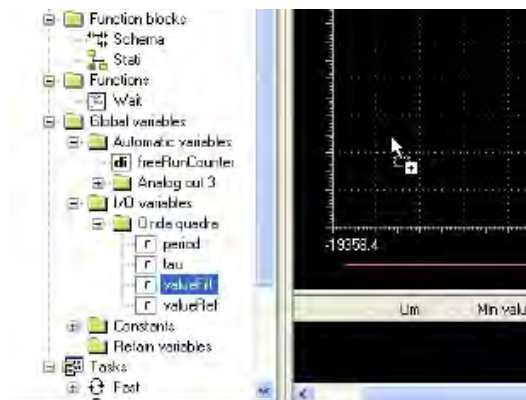 Function blocks
Schema
Stati
Functions
Wait
Global variables
Automatic variables
di freeRunCounter
Analog out 3
I/O variables
Onda quadra
r period
r tau
r valueFilt
r valueRef
Constants
Retain variables
Tasks
Fast
-19358.4
Um Min valu